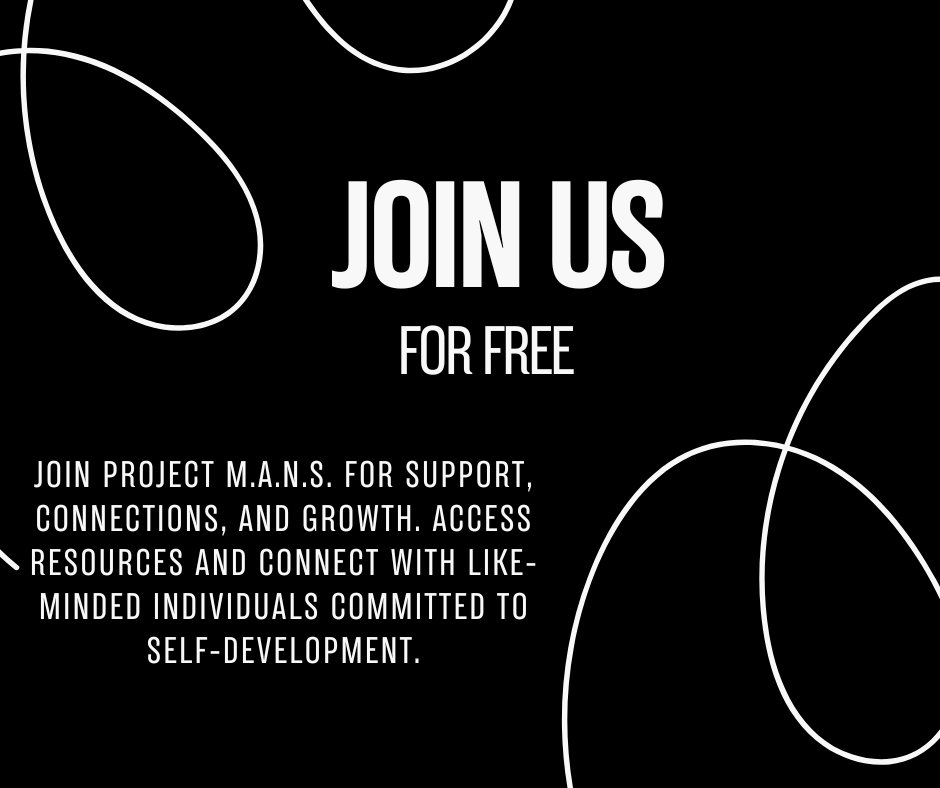 JOIN US
FOR FREE
JOIN PROJECT M.A.N.S. FOR SUPPORT,
CONNECTIONS, AND GROWTH. ACCESS
RESOURCES AND CONNECT WITH LIKE-
MINDED INDIVIDUALS COMMITTED TO
SELF-DEVELOPMENT.